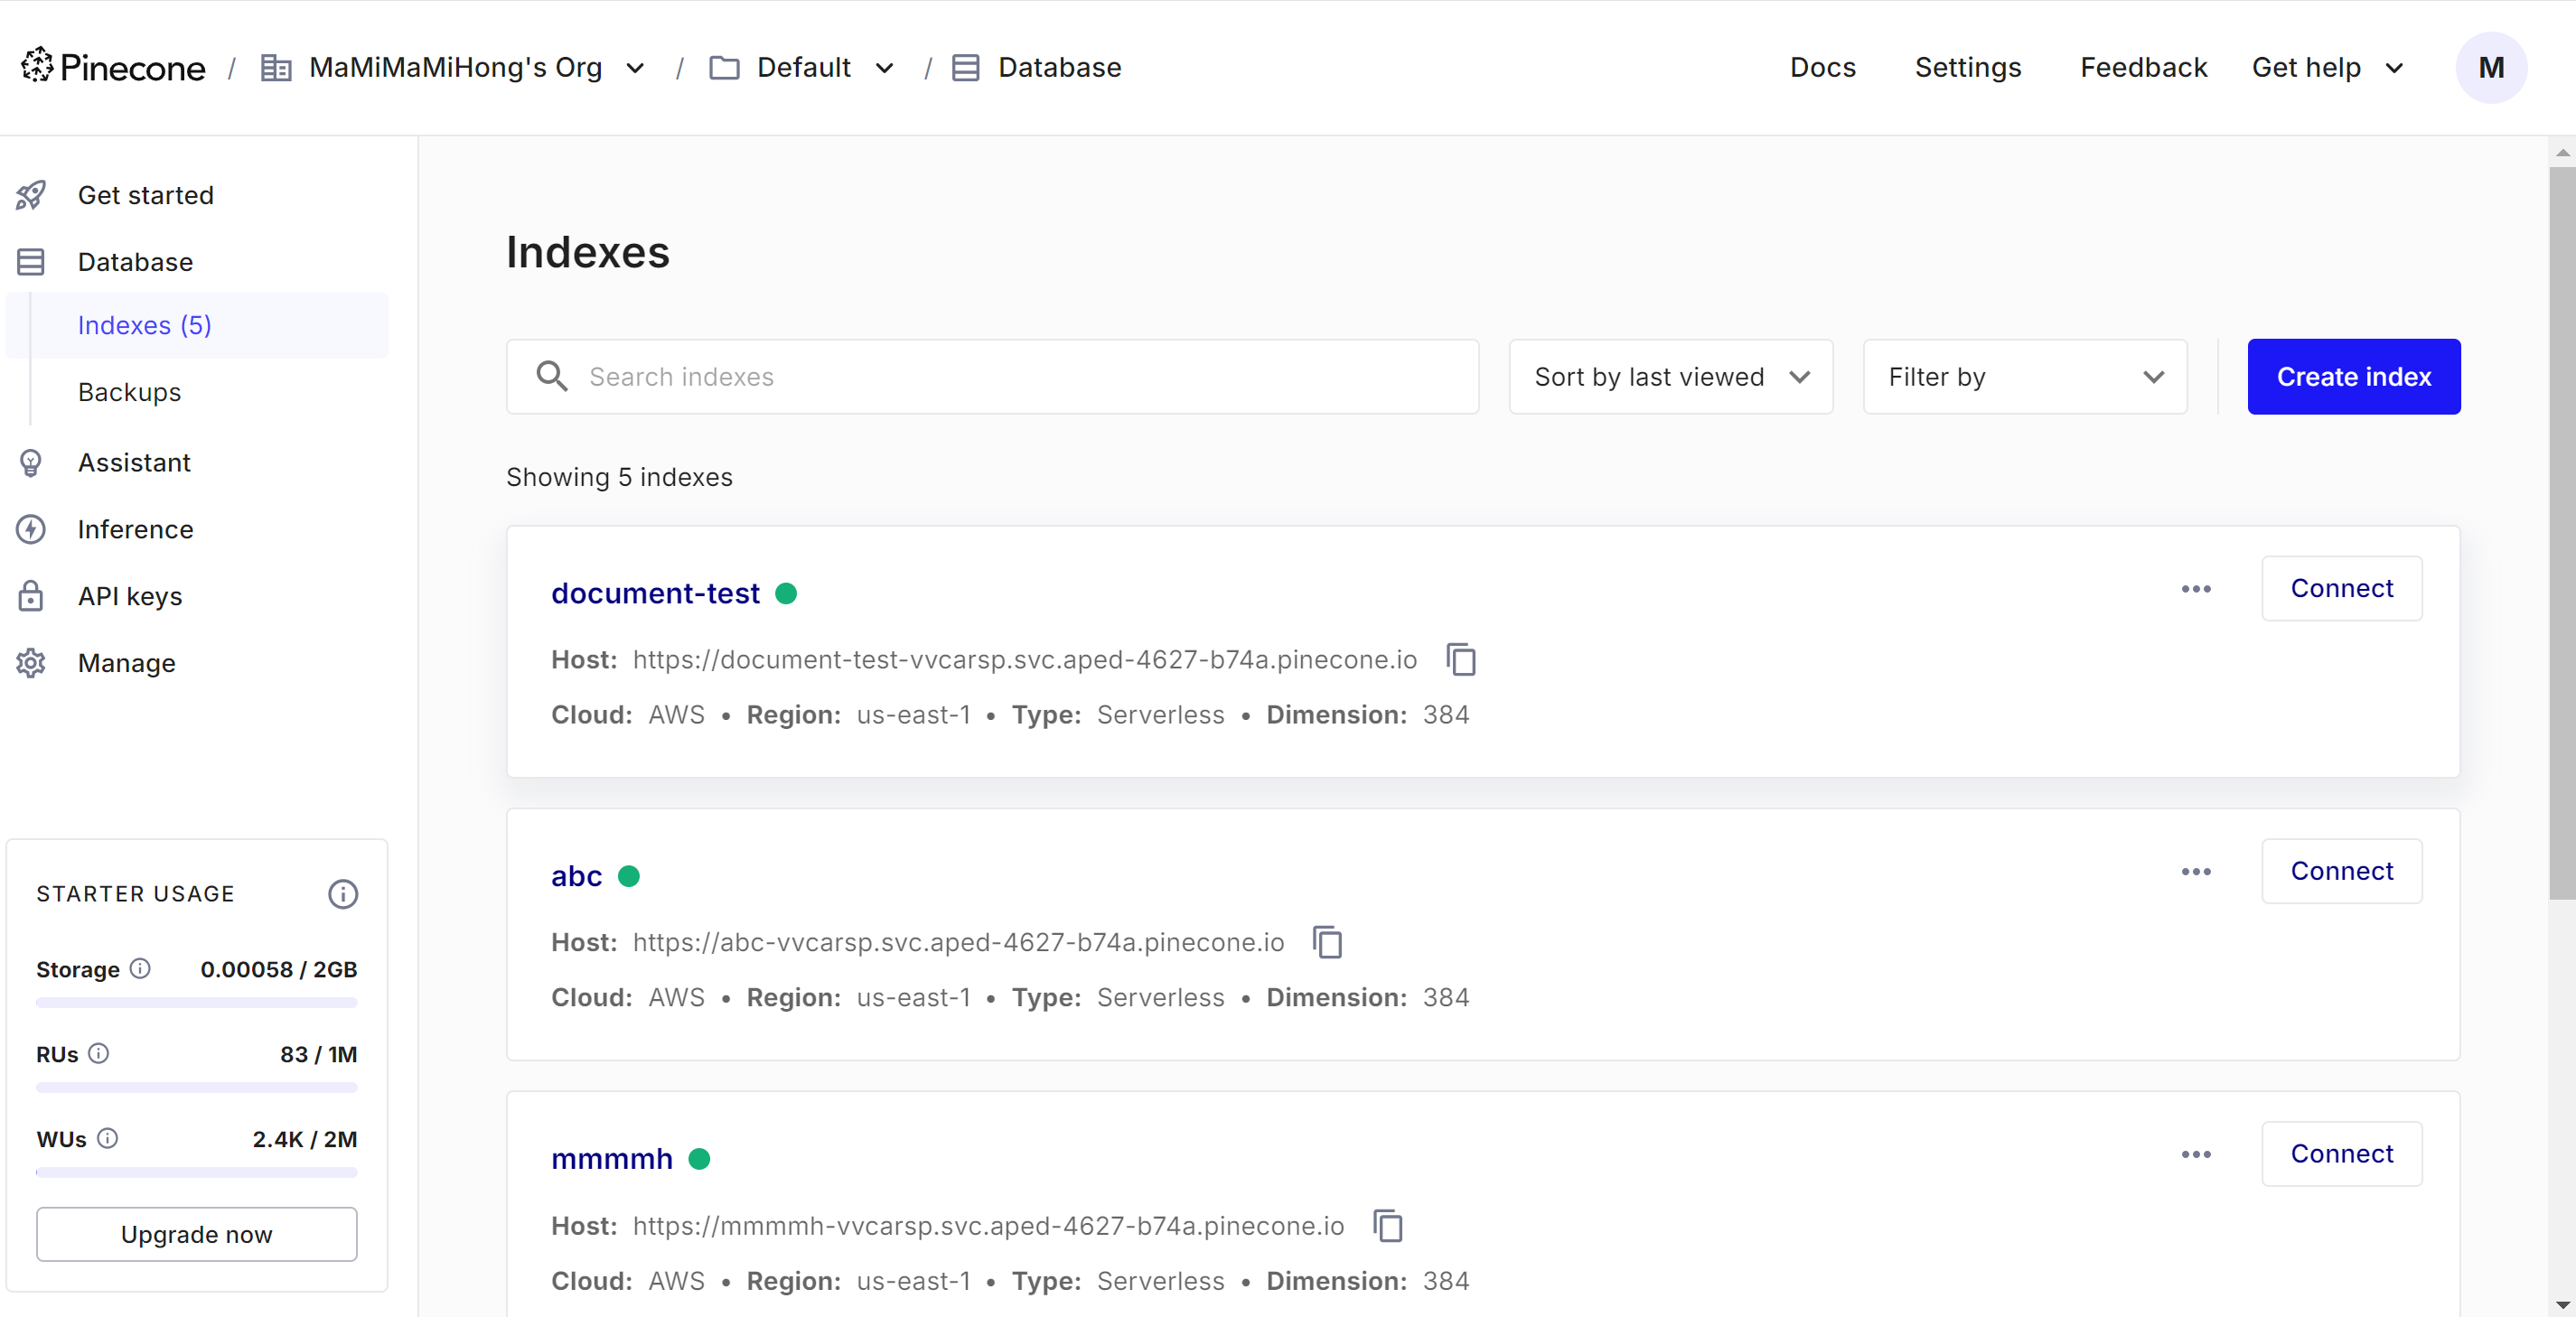 Pinecone / MaMiMaMiHong's Org / Default / Database
Docs Settings Feedback Get help M
Get started
Database
Indexes (5)
Backups
Assistant
Inference
API keys
Manage
STARTER USAGE
Storage 0.00058 / 2GB
RUs 83 / 1M
WUs 2.4K / 2M
Upgrade now
Indexes
Search indexes
Sort by last viewed
Filter by
Create index
Showing 5 indexes
document-test
Connect
Host: https://document-test-vvcarsp.svc.aped-4627-b74a.pinecone.io
Cloud: AWS • Region: us-east-1 • Type: Serverless • Dimension: 384
abc
Connect
Host: https://abc-vvcarsp.svc.aped-4627-b74a.pinecone.io
Cloud: AWS • Region: us-east-1 • Type: Serverless • Dimension: 384
mmmmh
Connect
Host: https://mmmmh-vvcarsp.svc.aped-4627-b74a.pinecone.io
Cloud: AWS • Region: us-east-1 • Type: Serverless • Dimension: 384